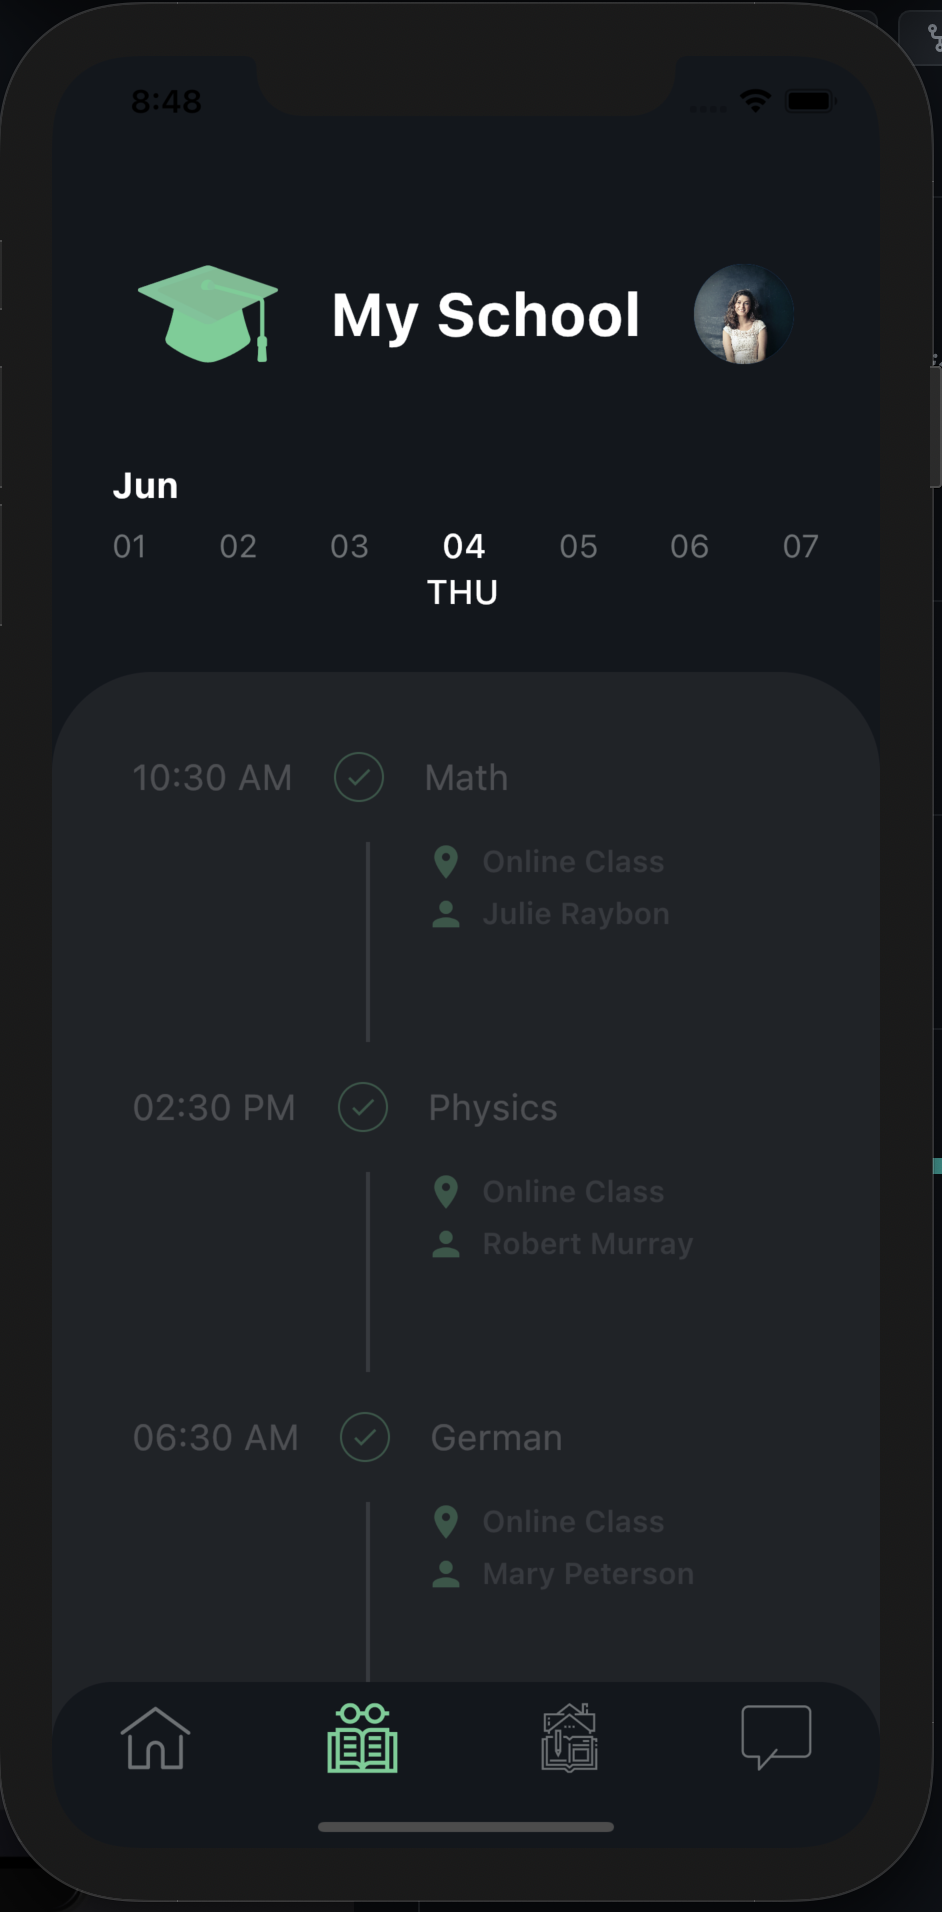 8:48
My School
Jun
01 02 03 04 05 06 07
THU
10:30 AM Math
Online Class
Julie Raybon
02:30 PM Physics
Online Class
Robert Murray
06:30 AM German
Online Class
Mary Peterson